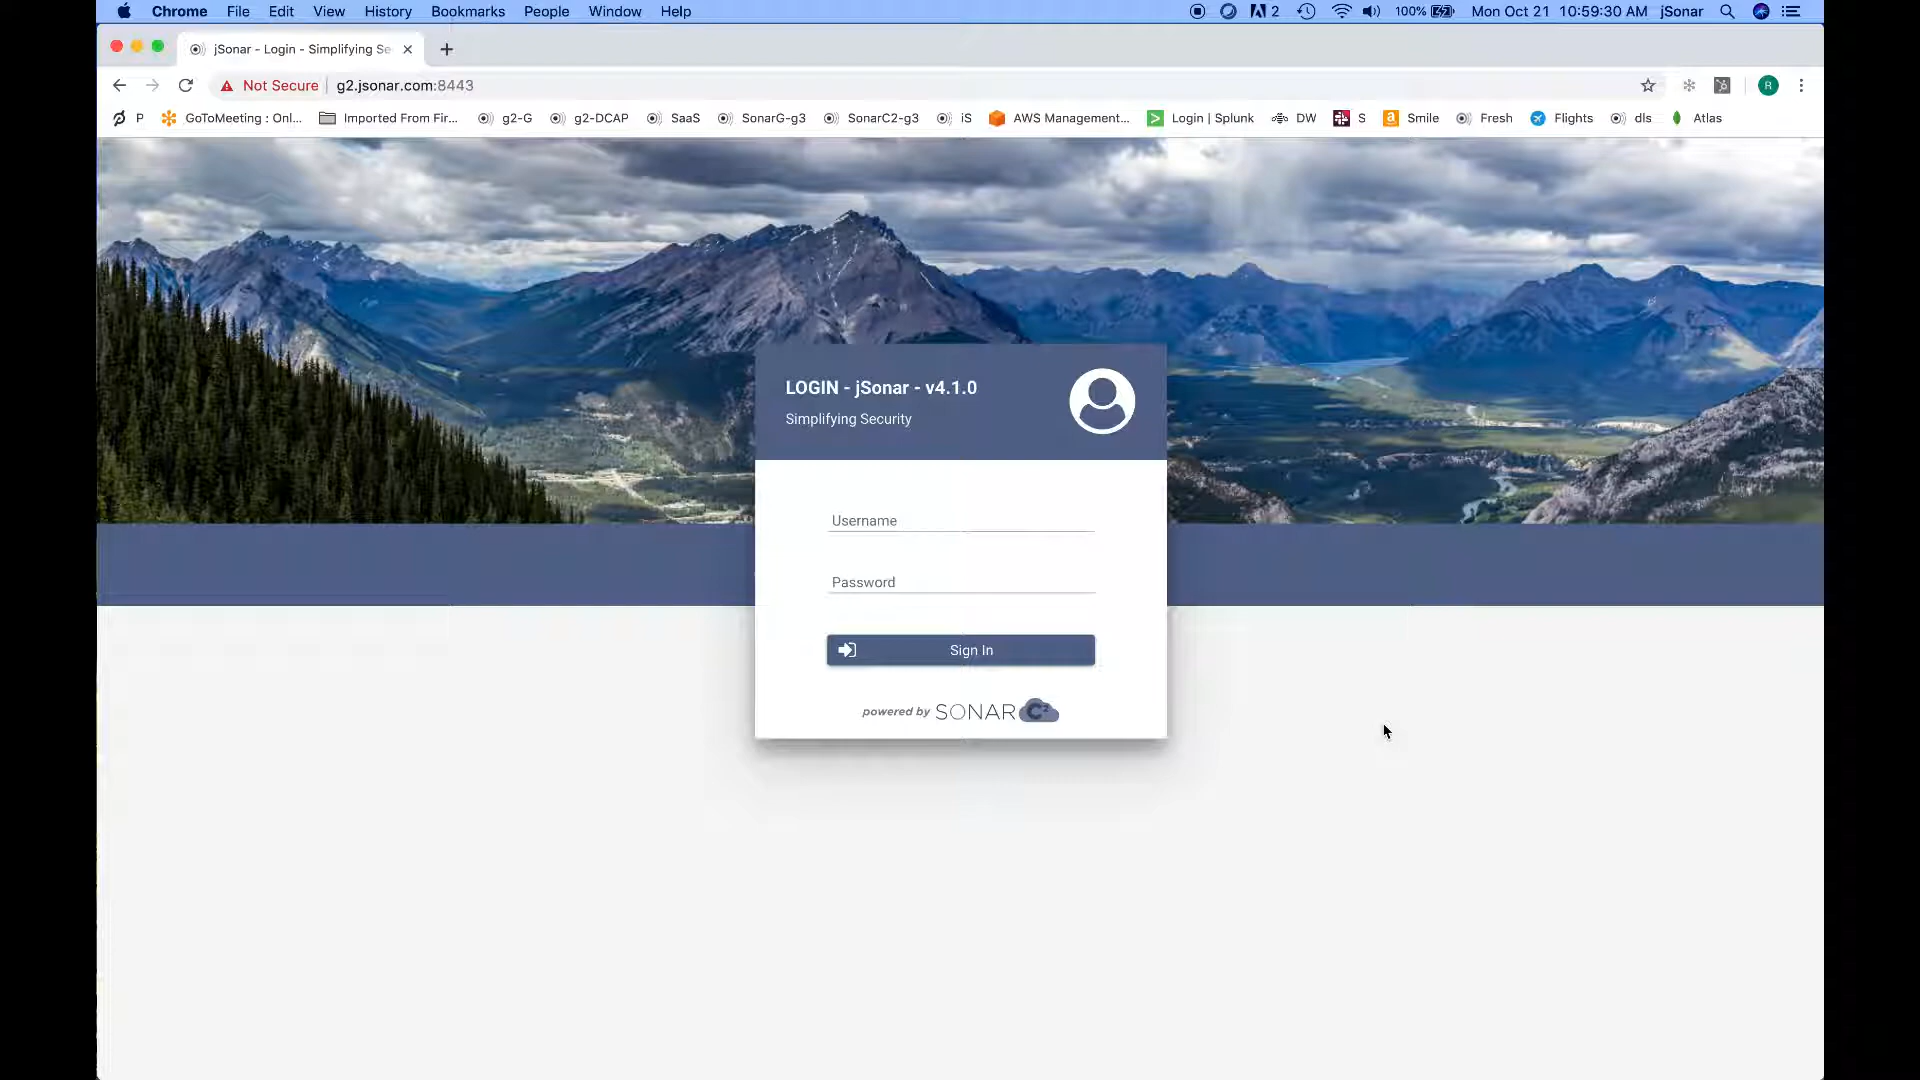 Chrome File Edit View History Bookmarks People Window Help 2 100% Mon Oct 21 10:59:30 AM jSonar
jSonar - Login - Simplifying Se
Not Secure g2.jsonar.com:8443 R
P GoToMeeting : Onl... Imported From Fir... g2-G g2-DCAP SaaS SonarG-g3 SonarC2-g3 iS AWS Management... Login | Splunk DW S Smile Fresh Flights dls Atlas
LOGIN - jSonar - v4.1.0
Simplifying Security
Username
Password
Sign In
powered by SONAR C2